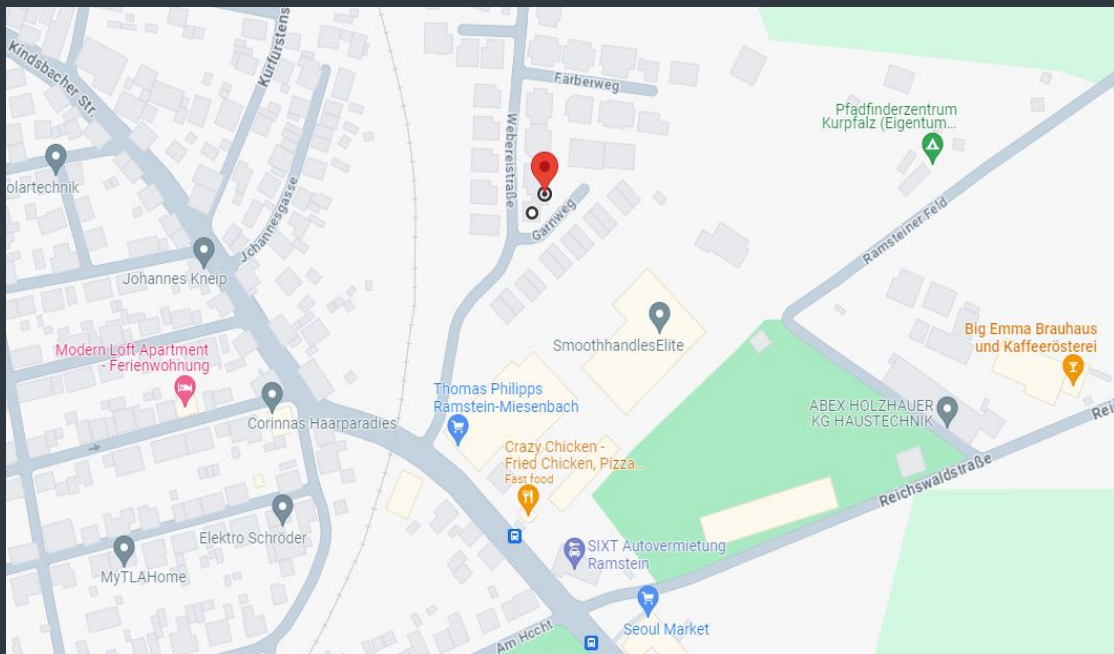 Kindsbacher Str.
Kurfürstens
Farberweg
Webereistraße
Pfadfinderzentrum
Kurpfalz (Eigentum...
olartechnik
Johannesgasse
Garnweg
Ramsteiner Feld
Johannes Kneip
SmoothhandlesElite
Big Emma Brauhaus
und Kaffeerösterei
Modern Loft Apartment
- Ferienwohnung
Thomas Philipps
Ramstein-Miesenbach
ABEX HOLZHAUER
KG HAUSTECHNIK
Rei
Corinnas Haarparadies
Crazy Chicken -
Fried Chicken, Pizza...
Fast food
Reichswaldstraße
Elektro Schröder
SIXT Autovermietung
Ramstein
MyTLAHome
Seoul Market
Am Hocht